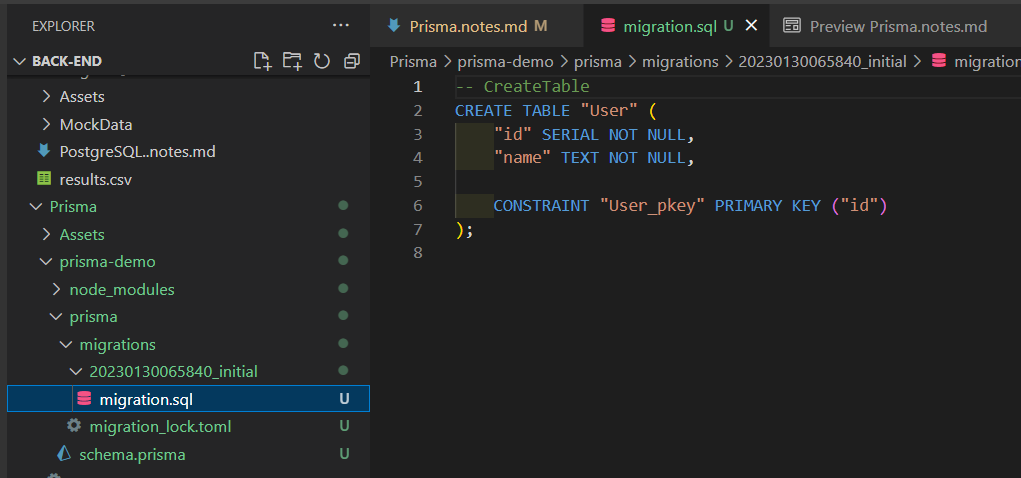 EXPLORER ...
BACK-END
Assets
MockData
PostgreSQL..notes.md
results.csv
Prisma
Assets
prisma-demo
node_modules
prisma
migrations
20230130065840_initial
migration.sql U
migration_lock.toml U
schema.prisma U
Prisma.notes.md M migration.sql U Preview Prisma.notes.md
Prisma > prisma-demo > prisma > migrations > 20230130065840_initial > migration
1 -- CreateTable
2 CREATE TABLE "User" (
3 "id" SERIAL NOT NULL,
4 "name" TEXT NOT NULL,
5
6 CONSTRAINT "User_pkey" PRIMARY KEY ("id")
7 );
8